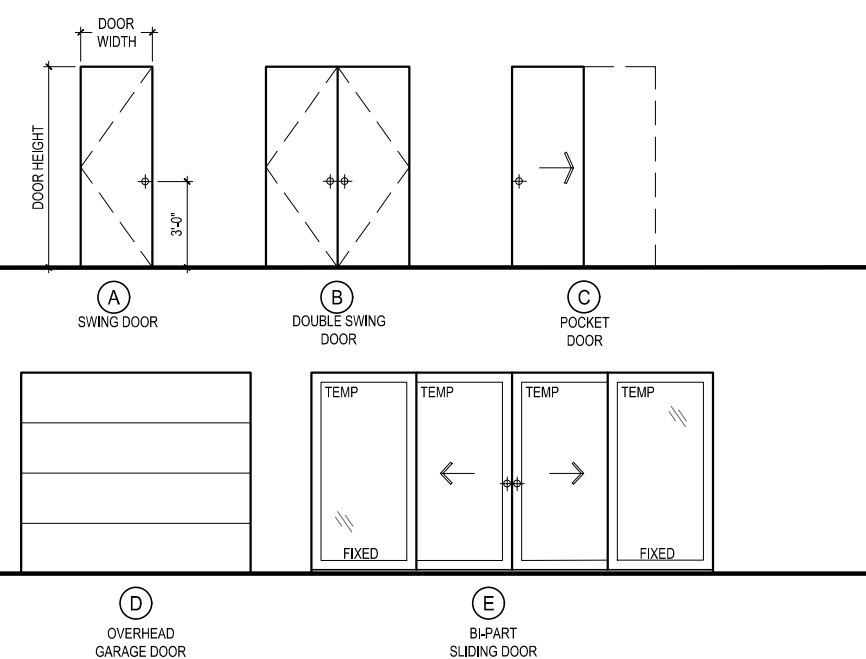 DOOR
WIDTH
DOOR HEIGHT
3'-0"
A
SWING DOOR
B
DOUBLE SWING
DOOR
C
POCKET
DOOR
TEMP
TEMP
TEMP
TEMP
FIXED
FIXED
D
OVERHEAD
GARAGE DOOR
E
BI-PART
SLIDING DOOR